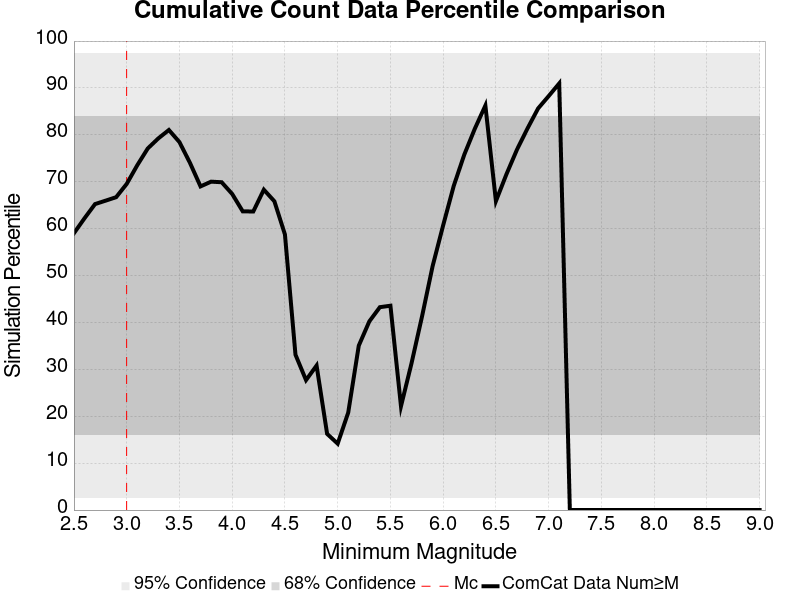 Cumulative Count Data Percentile Comparison
100
90
80
70
60
50
40
30
20
10
0
Simulation Percentile
2.5 3.0 3.5 4.0 4.5 5.0 5.5 6.0 6.5 7.0 7.5 8.0 8.5 9.0
Minimum Magnitude
95% Confidence 68% Confidence Mc ComCat Data Num≥M